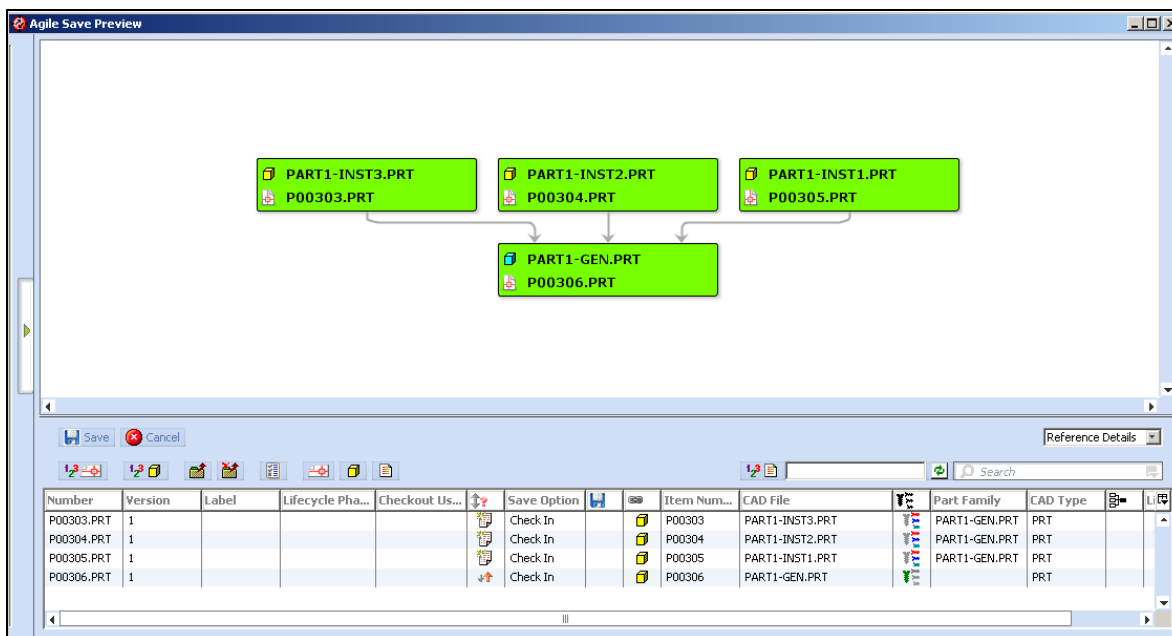 Agile Save Preview
PART1-INST3.PRT
P00303.PRT
PART1-INST2.PRT
P00304.PRT
PART1-INST1.PRT
P00305.PRT
PART1-GEN.PRT
P00306.PRT
Save Cancel Reference Details
Search
Number Version Label Lifecycle Pha... Checkout Us... Save Option Item Num... CAD File Part Family CAD Type Li
P00303.PRT 1 Check In P00303 PART1-INST3.PRT PART1-GEN.PRT PRT
P00304.PRT 1 Check In P00304 PART1-INST2.PRT PART1-GEN.PRT PRT
P00305.PRT 1 Check In P00305 PART1-INST1.PRT PART1-GEN.PRT PRT
P00306.PRT 1 Check In P00306 PART1-GEN.PRT PRT